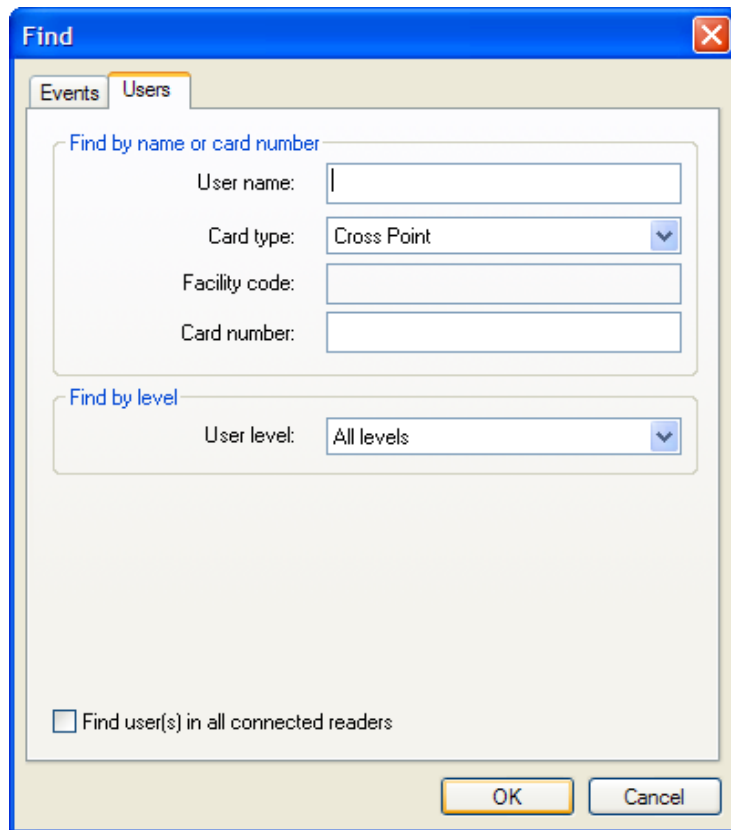 Find
Events Users
Find by name or card number
User name:
Card type: Cross Point
Facility code:
Card number:
Find by level
User level: All levels
Find user(s) in all connected readers
OK Cancel